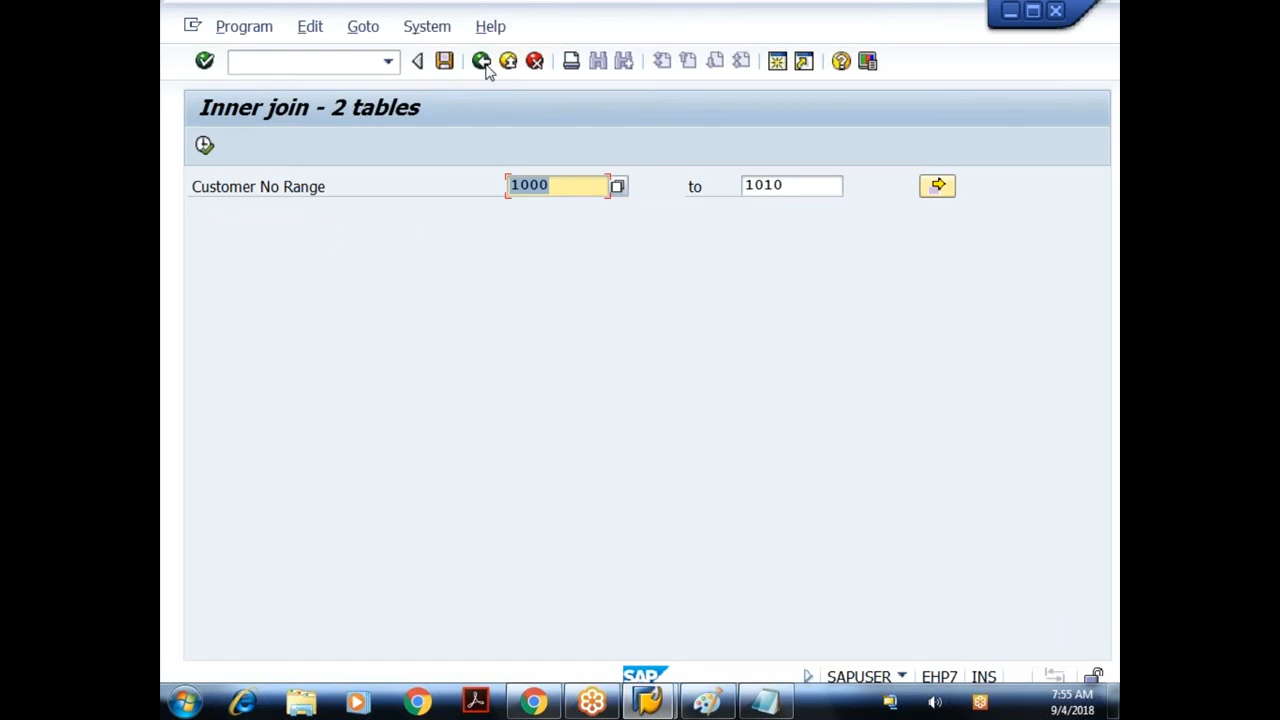 Program Edit Goto System Help
Inner join - 2 tables
Customer No Range 1000 to 1010
SAP SAPUSER EHP7 INS
7:55 AM
9/4/2018